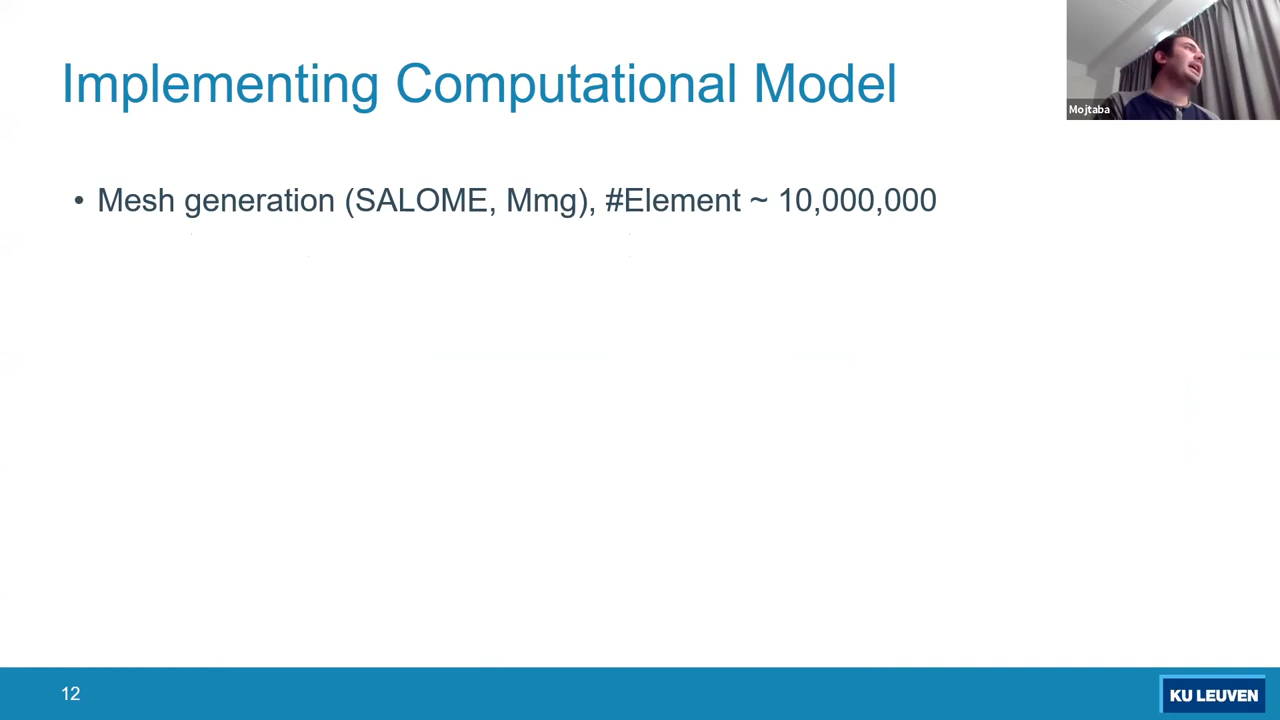 Implementing Computational Model
Mojtaba
• Mesh generation (SALOME, Mmg), #Element ~ 10,000,000
12
KU LEUVEN